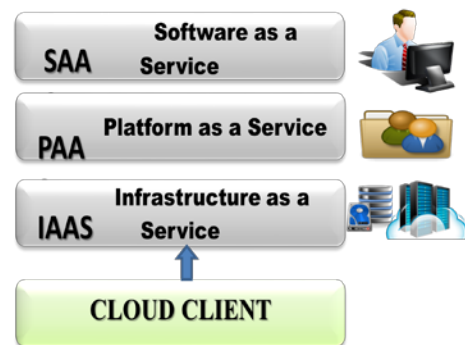 Software as a
SAA Service
Platform as a Service
PAA
Infrastructure as a
IAAS Service
CLOUD CLIENT